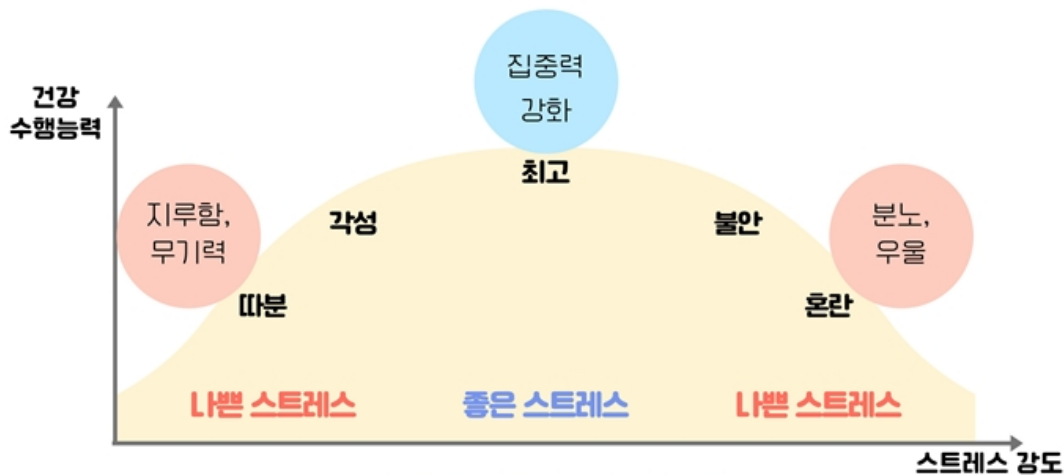 집중력
강화
건강
수행능력
최고
지루함,
무기력
각성
불안
분노,
우울
따분
혼란
나쁜 스트레스
좋은 스트레스
나쁜 스트레스
스트레스 강도